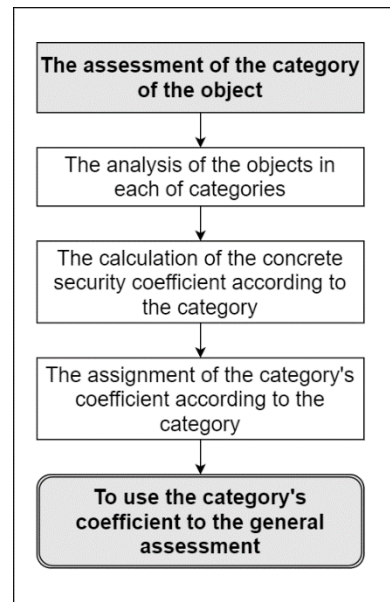 The assessment of the category
of the object
The analysis of the objects in
each of categories
The calculation of the concrete
security coefficient according to
the category
The assignment of the category's
coefficient according to the
category
To use the category's
coefficient to the general
assessment